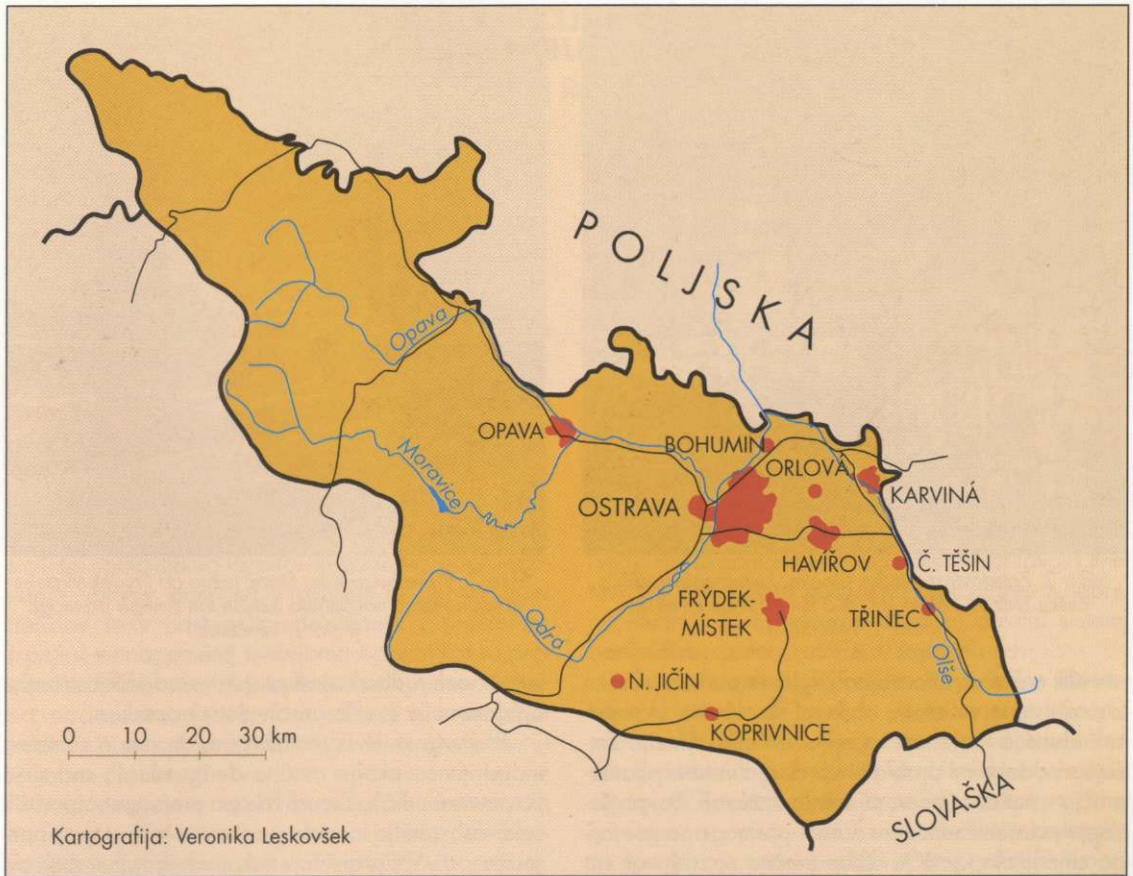 POLJSKA
Opava
OPAVA
Moravice
BOHUMIN
ORLOVÁ
KARVINÁ
OSTRAVA
HAVÍŘOV
Č. TĚŠIN
FRÝDEK-
MÍSTEK
TŘINEC
Odra
Olše
N. JIČÍN
KOPRIVNICE
0 10 20 30 km
SLOVAŠKA
Kartografija: Veronika Leskovšek